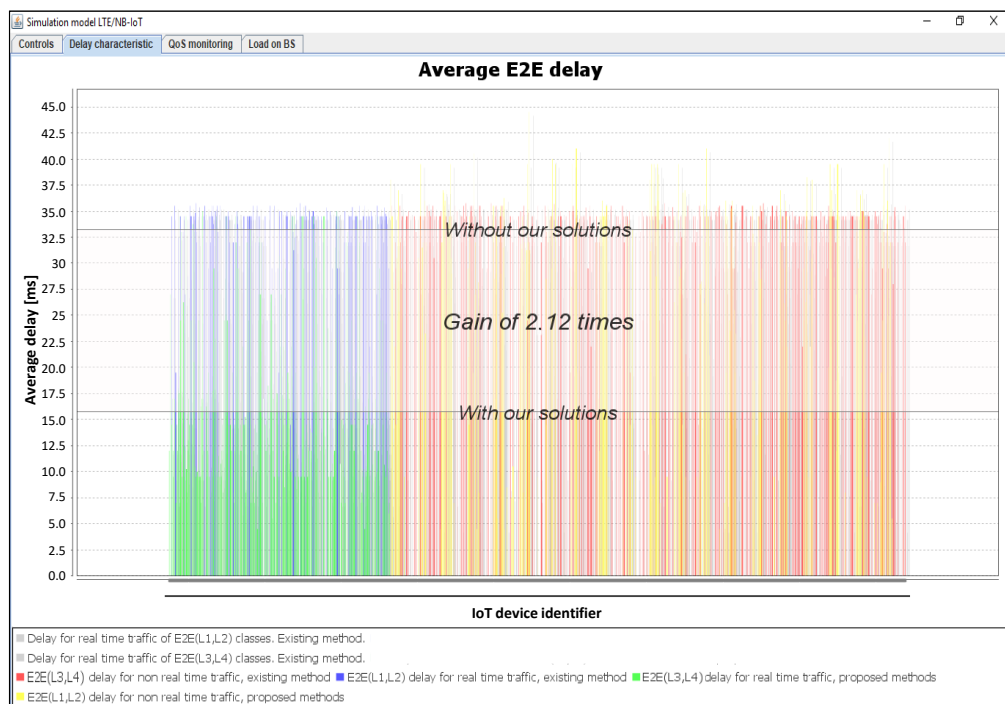 Simulation model LTE/NB-IoT
Controls Delay characteristic QoS monitoring Load on BS
Average E2E delay
Average delay [ms]
45.0
42.5
40.0
37.5
35.0
32.5
30
27.5
25
22.5
20.0
17.5
15.0
12.5
10.0
7.5
5.0
2.5
0.0
Without our solutions
Gain of 2.12 times
With our solutions
IoT device identifier
Delay for real time traffic of E2E(L1,L2) classes. Existing method.
Delay for real time traffic of E2E(L3,L4) classes. Existing method.
E2E(L3,L4) delay for non real time traffic, existing method E2E(L1,L2) delay for real time traffic, existing method E2E(L3,L4) delay for real time traffic, proposed methods
E2E(L1,L2) delay for non real time traffic, proposed methods